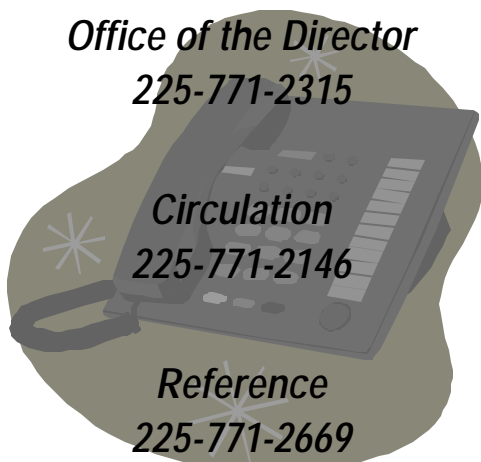 Office of the Director
225-771-2315
Circulation
225-771-2146
Reference
225-771-2669